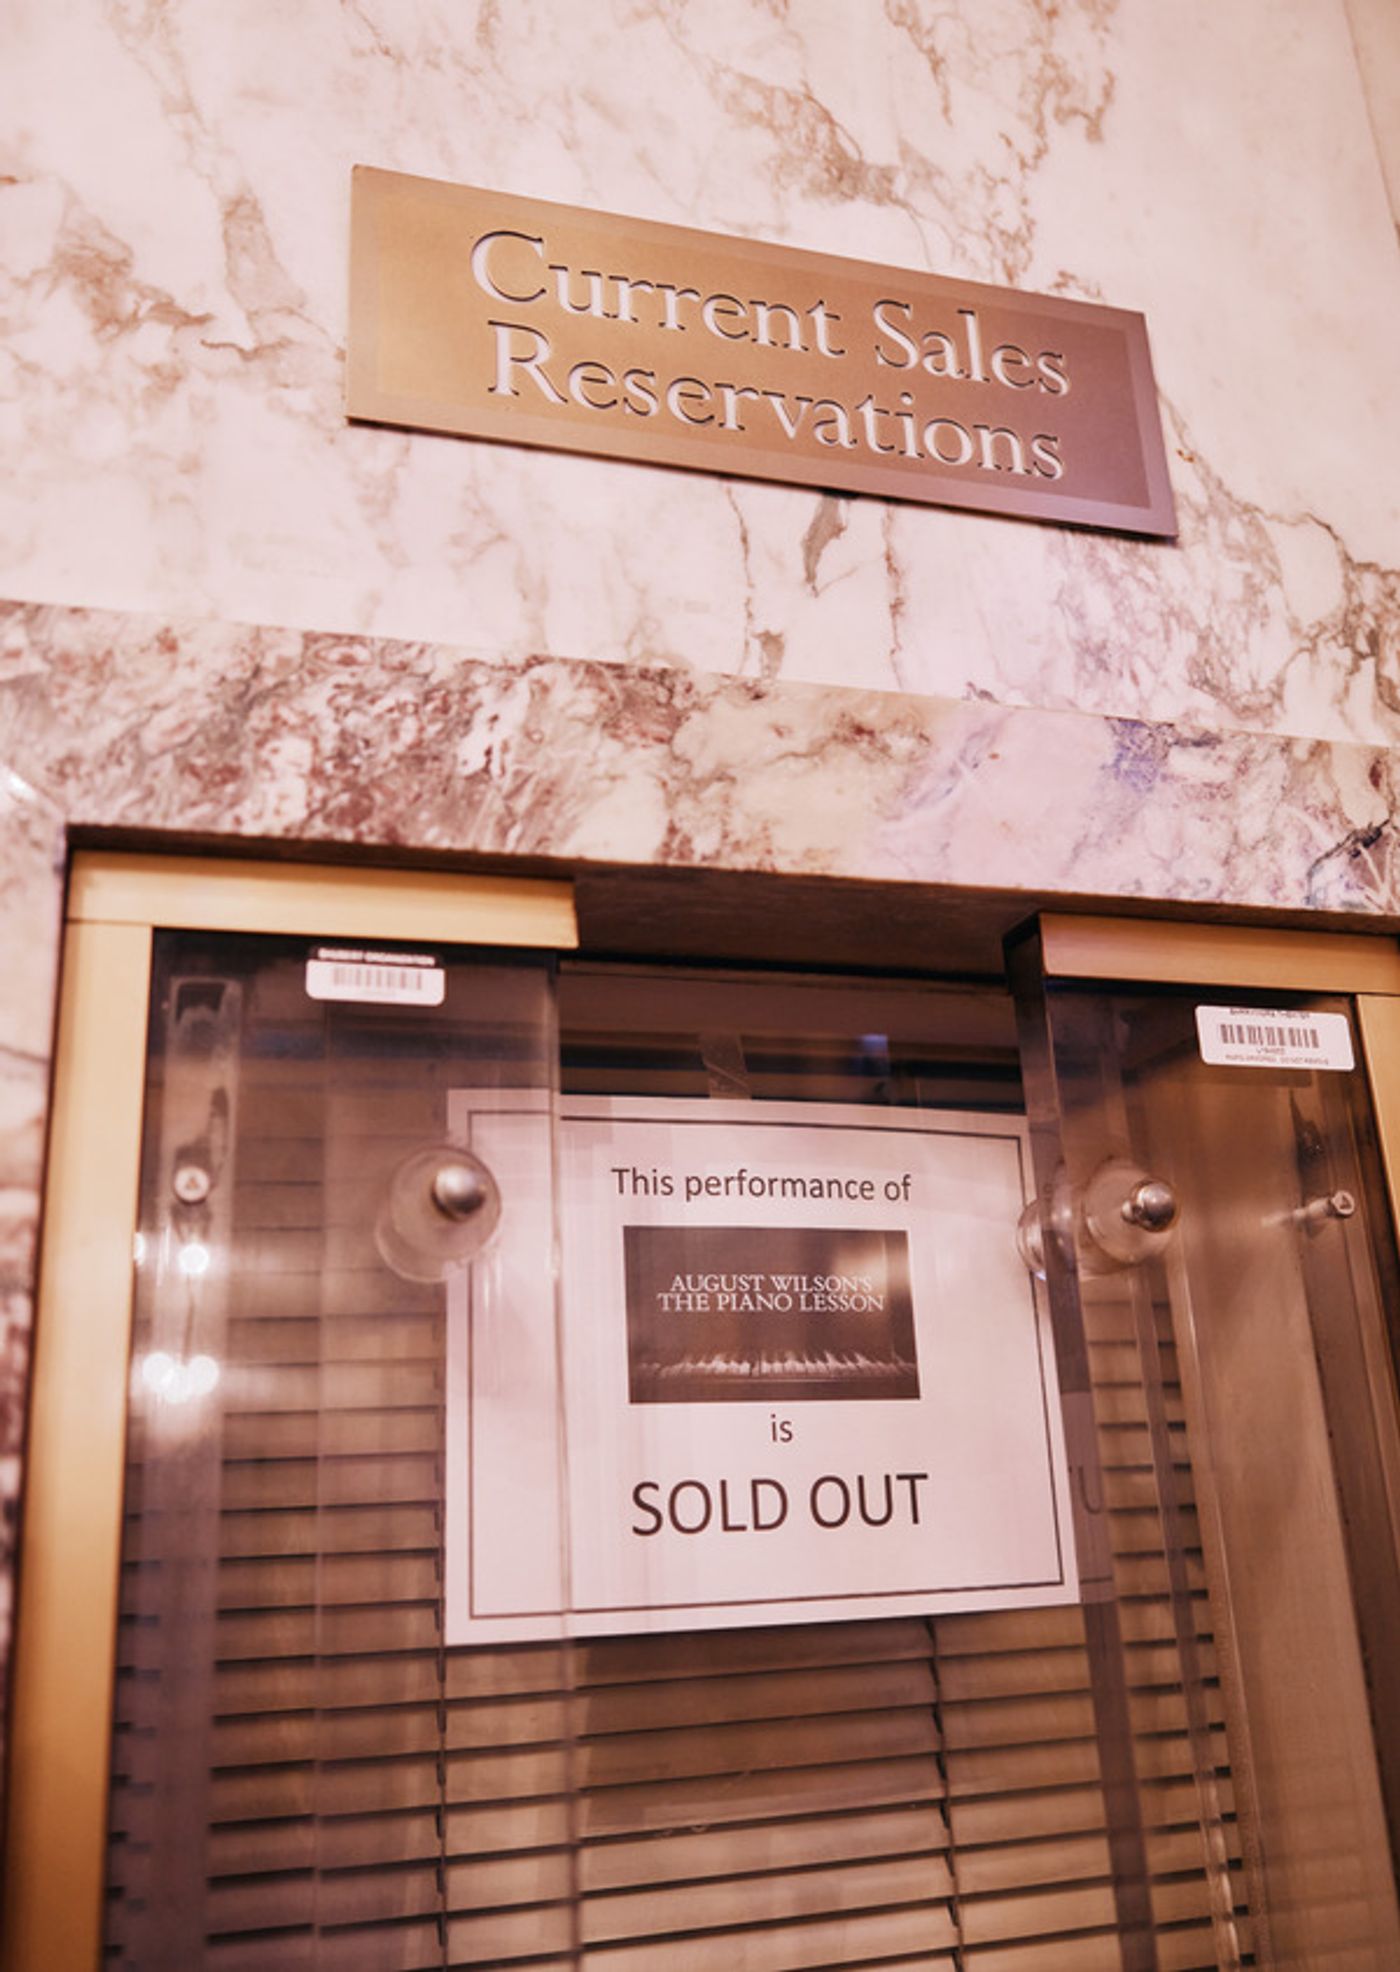 Current Sales
Reservations
This performance of
AUGUST WILSON'S
THE PIANO LESSON
is
SOLD OUT